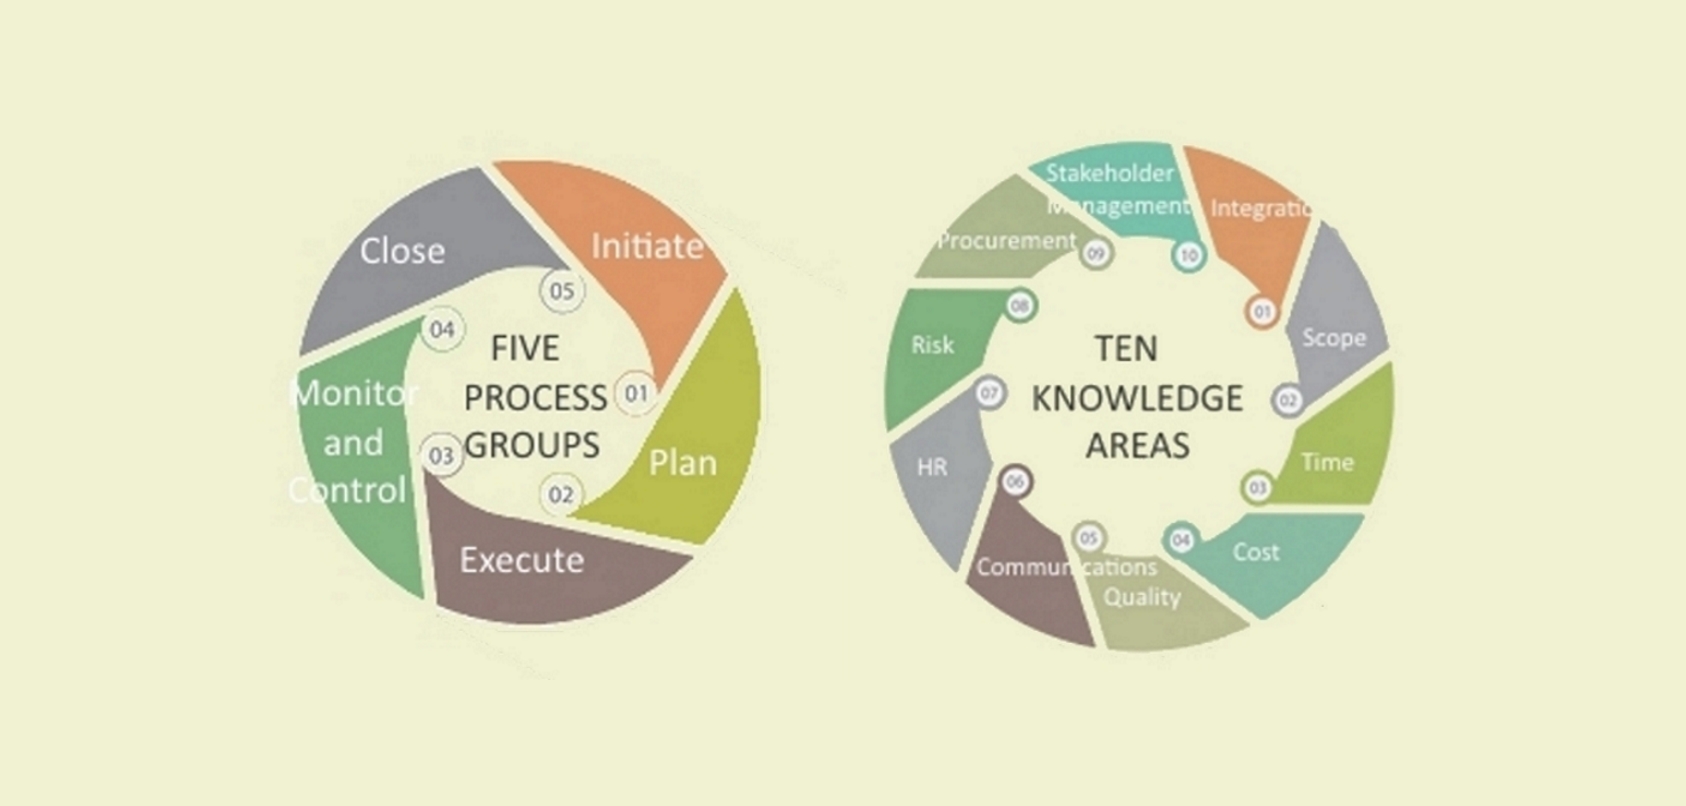 Close
Initiate
05
04
FIVE
PROCESS
GROUPS
01
Monitor
and
Control
03
02
Plan
Execute
Stakeholder
Management
Integratio
Procurement
09
10
08
01
Risk
TEN
KNOWLEDGE
AREAS
Scope
07
02
HR
06
03
Time
05
04
Communications
Cost
Quality